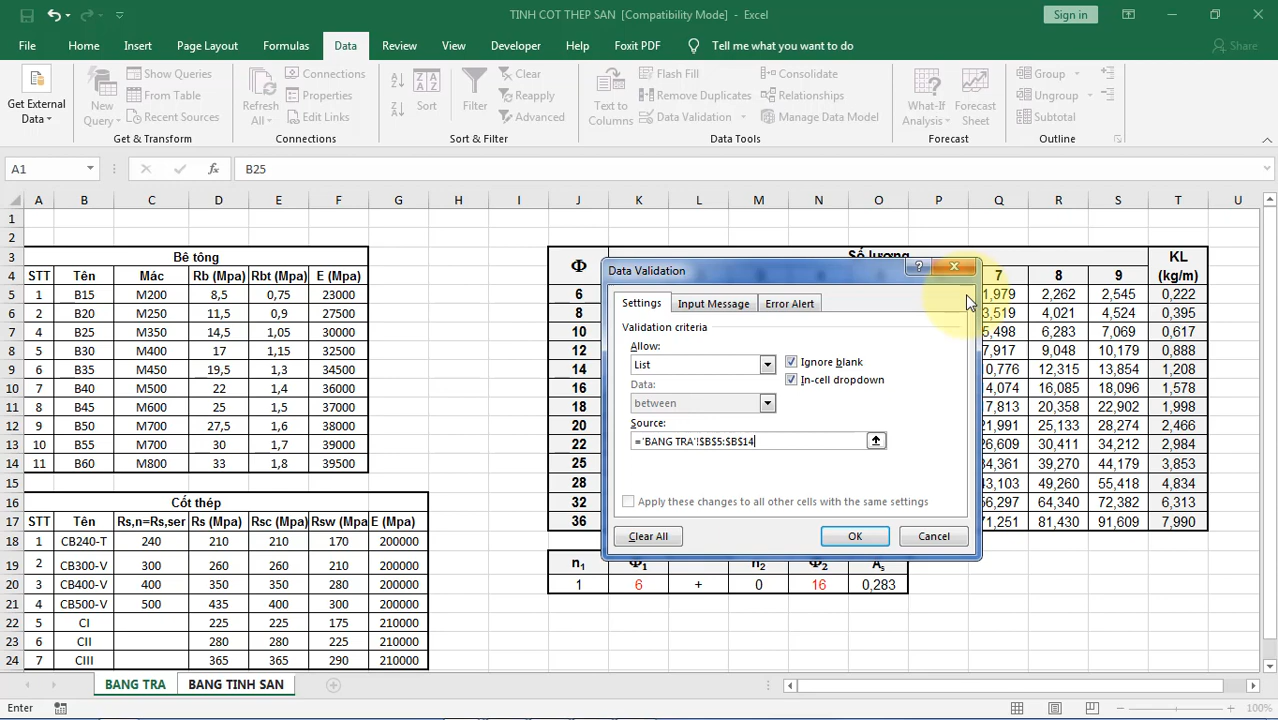 TINH COT THEP SAN [Compatibility Mode] - Excel
Sign in
File Home Insert Page Layout Formulas Data Review View Developer Help Foxit PDF Tell me what you want to do Share
Get External Data
New Query
Show Queries
From Table
Recent Sources
Get & Transform
Refresh All
Connections
Properties
Edit Links
Connections
Sort
Filter
Clear
Reapply
Advanced
Sort & Filter
Text to Columns
Flash Fill
Remove Duplicates
Data Validation
Consolidate
Relationships
Manage Data Model
Data Tools
What-If Analysis
Forecast Sheet
Forecast
Group
Ungroup
Subtotal
Outline
A1 fx B25
A B C D E F G H I J K L M N O P Q R S T U
1
2
3 Bê tông Φ Số lượng KL
4 STT Tên Mác Rb (Mpa) Rbt (Mpa) E (Mpa) 7 8 9 (kg/m)
5 1 B15 M200 8,5 0,75 23000 6 1,979 2,262 2,545 0,222
6 2 B20 M250 11,5 0,9 27500 8 3,519 4,021 4,524 0,395
7 4 B25 M350 14,5 1,05 30000 10 5,498 6,283 7,069 0,617
8 5 B30 M400 17 1,15 32500 12 7,917 9,048 10,179 0,888
9 6 B35 M450 19,5 1,3 34500 14 0,776 12,315 13,854 1,208
10 7 B40 M500 22 1,4 36000 16 4,074 16,085 18,096 1,578
11 8 B45 M600 25 1,5 37000 18 7,813 20,358 22,902 1,998
12 9 B50 M700 27,5 1,6 38000 20 25,133 28,274 2,466
13 10 B55 M700 30 1,7 39000 22 26,609 30,411 34,212 2,984
14 11 B60 M800 33 1,8 39500 25 34,361 39,270 44,179 3,853
15 28 43,103 49,260 55,418 4,834
16 Cốt thép 32 56,297 64,340 72,382 6,313
17 STT Tên Rs,n=Rs,ser Rs (Mpa) Rsc (Mpa) Rsw (Mpa E (Mpa) 36 71,251 81,430 91,609 7,990
18 1 CB240-T 240 210 210 170 200000
19 2 CB300-V 300 260 260 210 200000 n1 Φ1 n2 Φ2 As
20 3 CB400-V 400 350 350 280 200000 1 6 + 0 16 0,283
21 4 CB500-V 500 435 400 300 200000
22 5 CI 225 225 175 210000
23 6 CII 280 280 225 210000
24 7 CIII 365 365 290 210000
Data Validation
Settings Input Message Error Alert
Validation criteria
Allow:
List
Ignore blank
In-cell dropdown
Data:
between
Source:
='BANG TRA'!$B$5:$B$14
Apply these changes to all other cells with the same settings
Clear All OK Cancel
BANG TRA BANG TINH SAN
Enter 100%